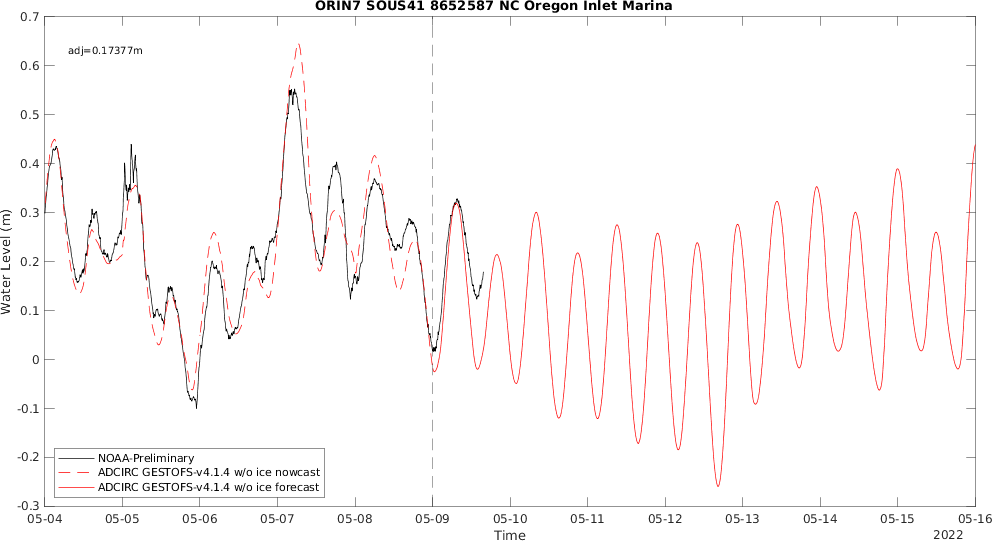 ORIN7 SOUS41 8652587 NC Oregon Inlet Marina
0.7
0.6
0.5
0.4
0.3
0.2
0.1
0
-0.1
-0.2
-0.3
Water Level (m)
adj=0.17377m
NOAA-Preliminary
ADCIRC GESTOFS-v4.1.4 w/o ice nowcast
ADCIRC GESTOFS-v4.1.4 w/o ice forecast
05-04 05-05 05-06 05-07 05-08 05-09 05-10 05-11 05-12 05-13 05-14 05-15 05-16
Time
2022